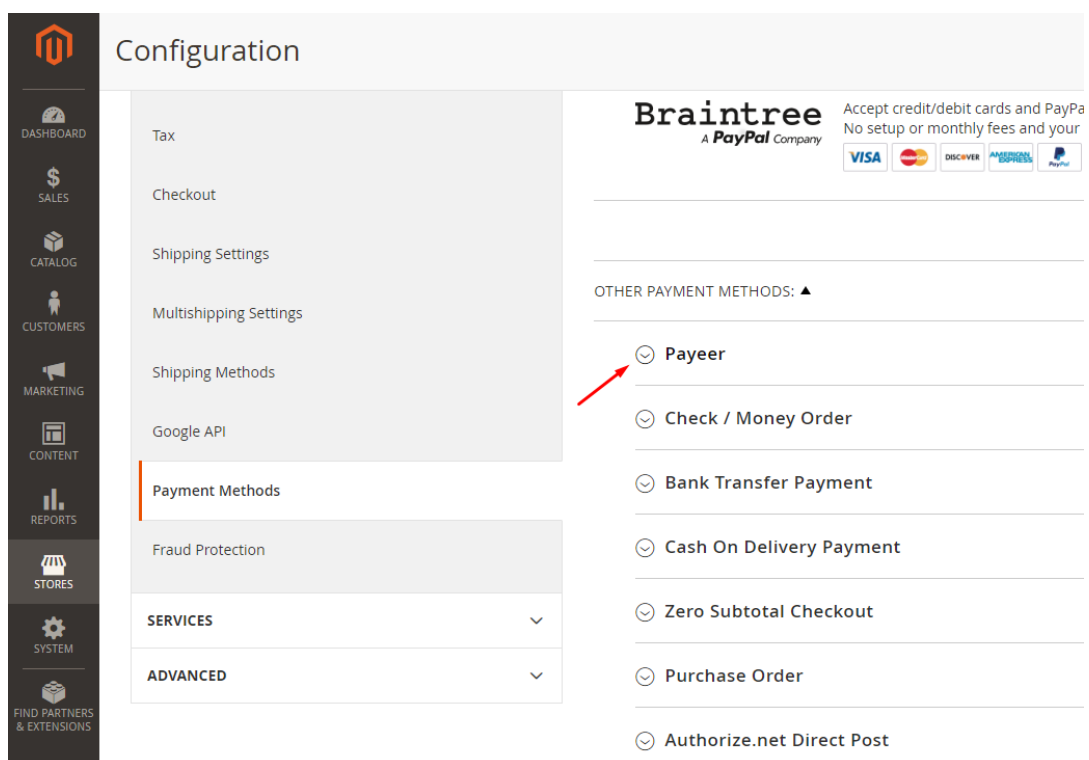 Configuration
DASHBOARD
SALES
CATALOG
CUSTOMERS
MARKETING
CONTENT
REPORTS
STORES
SYSTEM
FIND PARTNERS
& EXTENSIONS
Tax
Checkout
Shipping Settings
Multishipping Settings
Shipping Methods
Google API
Payment Methods
Fraud Protection
SERVICES
ADVANCED
Braintree
A PayPal Company
Accept credit/debit cards and PayPa
No setup or monthly fees and your
VISA MasterCard DISCOVER AMERICAN EXPRESS PayPal
OTHER PAYMENT METHODS:
Payeer
Check / Money Order
Bank Transfer Payment
Cash On Delivery Payment
Zero Subtotal Checkout
Purchase Order
Authorize.net Direct Post